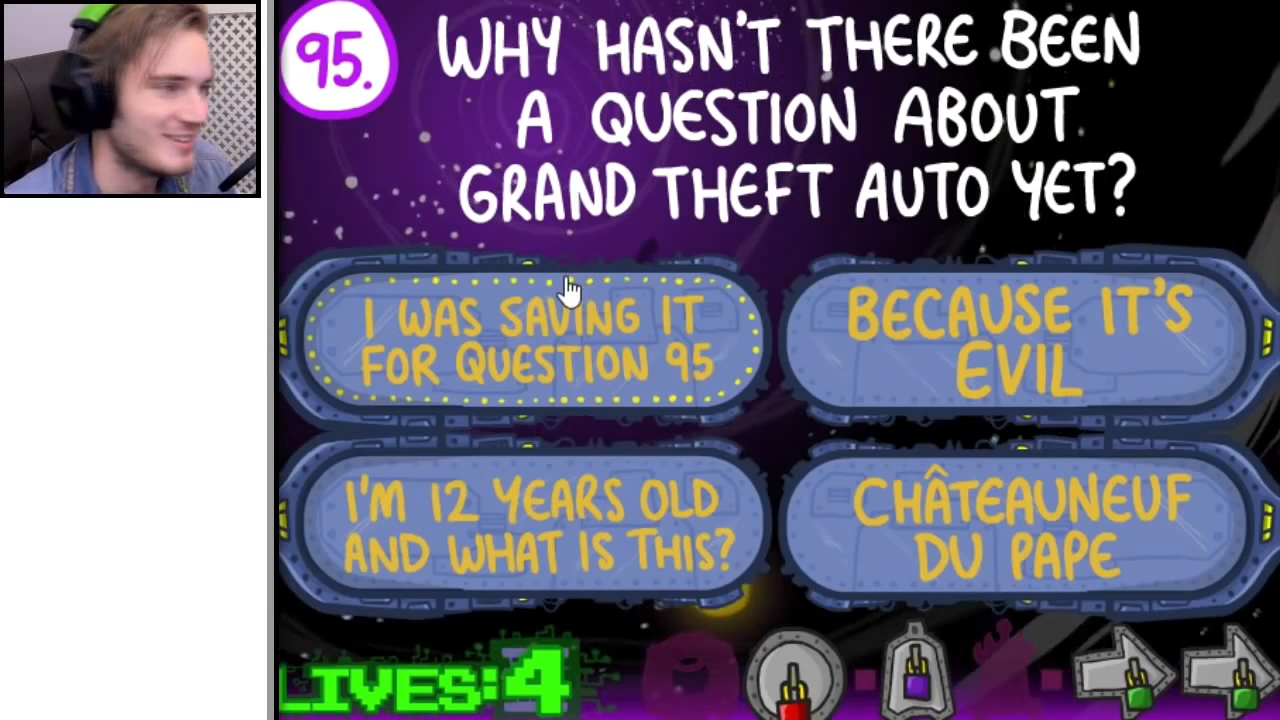 95.
WHY HASN'T THERE BEEN
A QUESTION ABOUT
GRAND THEFT AUTO YET?
I WAS SAVING IT
FOR QUESTION 95
BECAUSE IT'S
EVIL
I'M 12 YEARS OLD
AND WHAT IS THIS?
CHÂTEAUNEUF
DU PAPE
LIVES:4